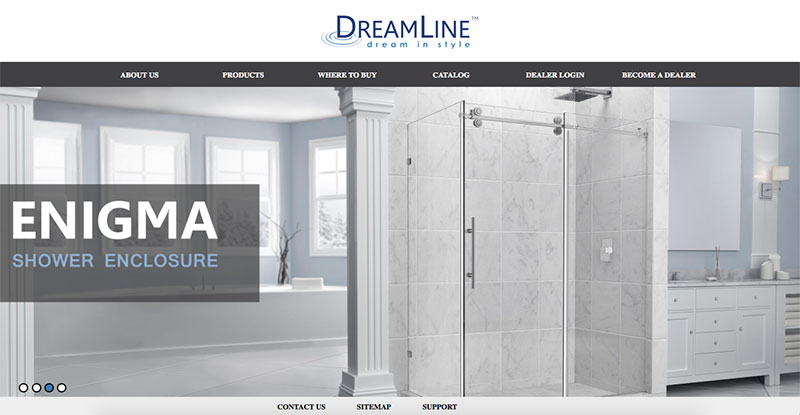 DREAMLINE™
dream in style
ABOUT US PRODUCTS WHERE TO BUY CATALOG DEALER LOGIN BECOME A DEALER
ENIGMA
SHOWER ENCLOSURE
CONTACT US SITEMAP SUPPORT